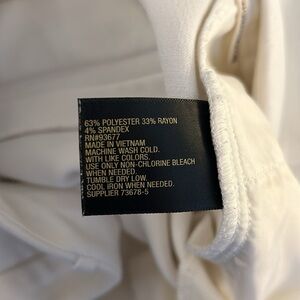 63% POLYESTER 33% RAYON
4% SPANDEX
RN#93677
MADE IN VIETNAM
MACHINE WASH COLD.
WITH LIKE COLORS.
USE ONLY NON-CHLORINE BLEACH
WHEN NEEDED.
TUMBLE DRY LOW.
COOL IRON WHEN NEEDED.
SUPPLIER 73678-5